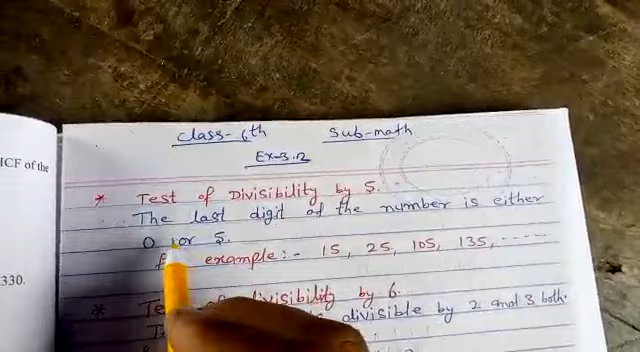 ICF of the
330.
Class-6th Sub-math
Ex-3.2
* Test of Divisibility by 5.
The last digit of the number is either
0 or 5.
example:- 15, 25, 105, 135, ------
* of divisibility by 6.
divisible by 2 and 3 both.